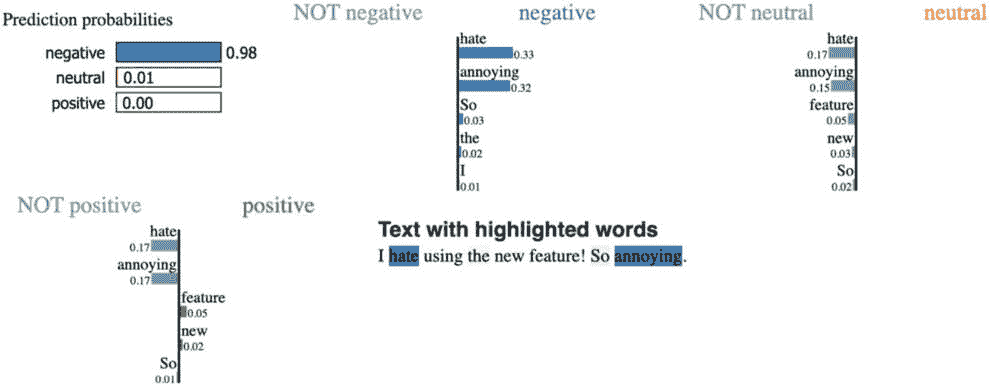 Prediction probabilities
negative 0.98
neutral 0.01
positive 0.00
NOT negative negative
hate
0.33
annoying
0.32
So
0.03
the
0.02
I
0.01
NOT neutral neutral
hate
0.17
annoying
0.15
feature
0.05
new
0.03
So
0.02
NOT positive positive
hate
0.17
annoying
0.17
feature
0.05
new
0.02
So
0.01
Text with highlighted words
I hate using the new feature! So annoying.